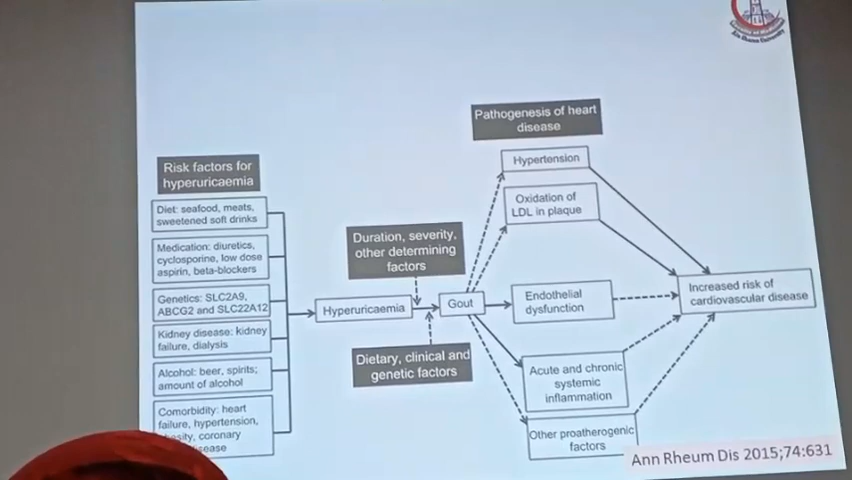 Ain Shams University
Pathogenesis of heart
disease
Risk factors for
hyperuricaemia
Hypertension
Oxidation of
LDL in plaque
Diet: seafood, meats,
sweetened soft drinks
Medication: diuretics,
cyclosporine, low dose
aspirin, beta-blockers
Genetics: SLC2A9,
ABCG2 and SLC22A12
Kidney disease: kidney
failure, dialysis
Alcohol: beer, spirits;
amount of alcohol
Comorbidity: heart
failure, hypertension,
coronary
Duration, severity,
other determining
factors
Hyperuricaemia
Gout
Dietary, clinical and
genetic factors
Endothelial
dysfunction
Acute and chronic
systemic
inflammation
Other proatherogenic
factors
Increased risk of
cardiovascular disease
Ann Rheum Dis 2015;74:631